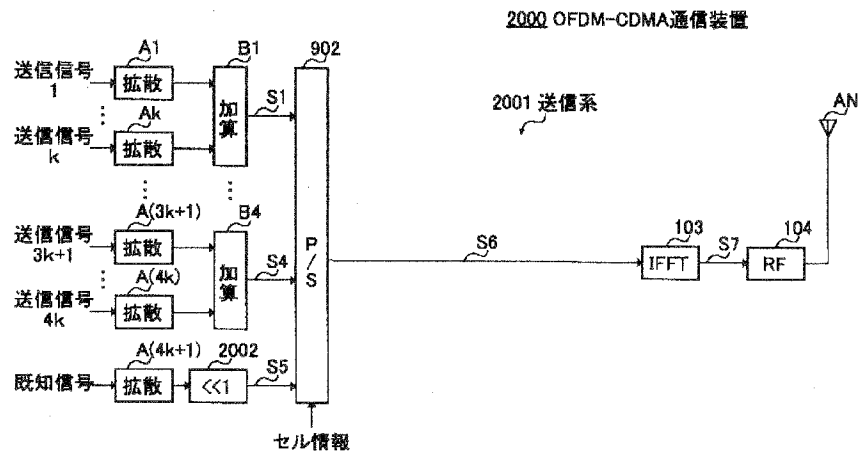 2000 OFDM-CDMA通信装置
A1
B1
902
送信信号
1
拡散
加算
S1
2001 送信系
AN
Ak
送信信号
k
拡散
A(3k+1)
B4
P/S
送信信号
3k+1
拡散
加算
S4
S6
103
S7
104
IFFT
RF
A(4k)
送信信号
4k
拡散
A(4k+1)
2002
S5
既知信号
拡散
<<1
セル情報